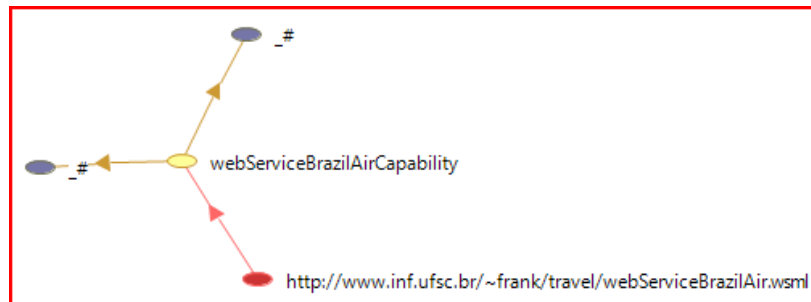 _#
_#
webServiceBrazilAirCapability
http://www.inf.ufsc.br/~frank/travel/webServiceBrazilAir.wsml